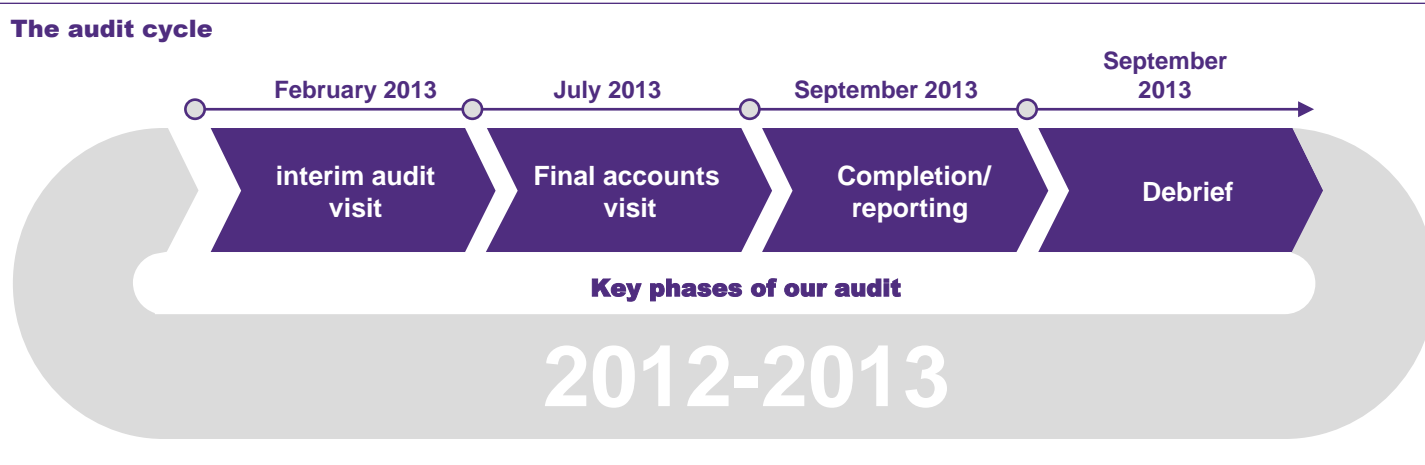 The audit cycle
September
February 2013 July 2013 September 2013 2013
interim audit Final accounts Completion/
visit visit reporting Debrief
Key phases of our audit
2012-2013